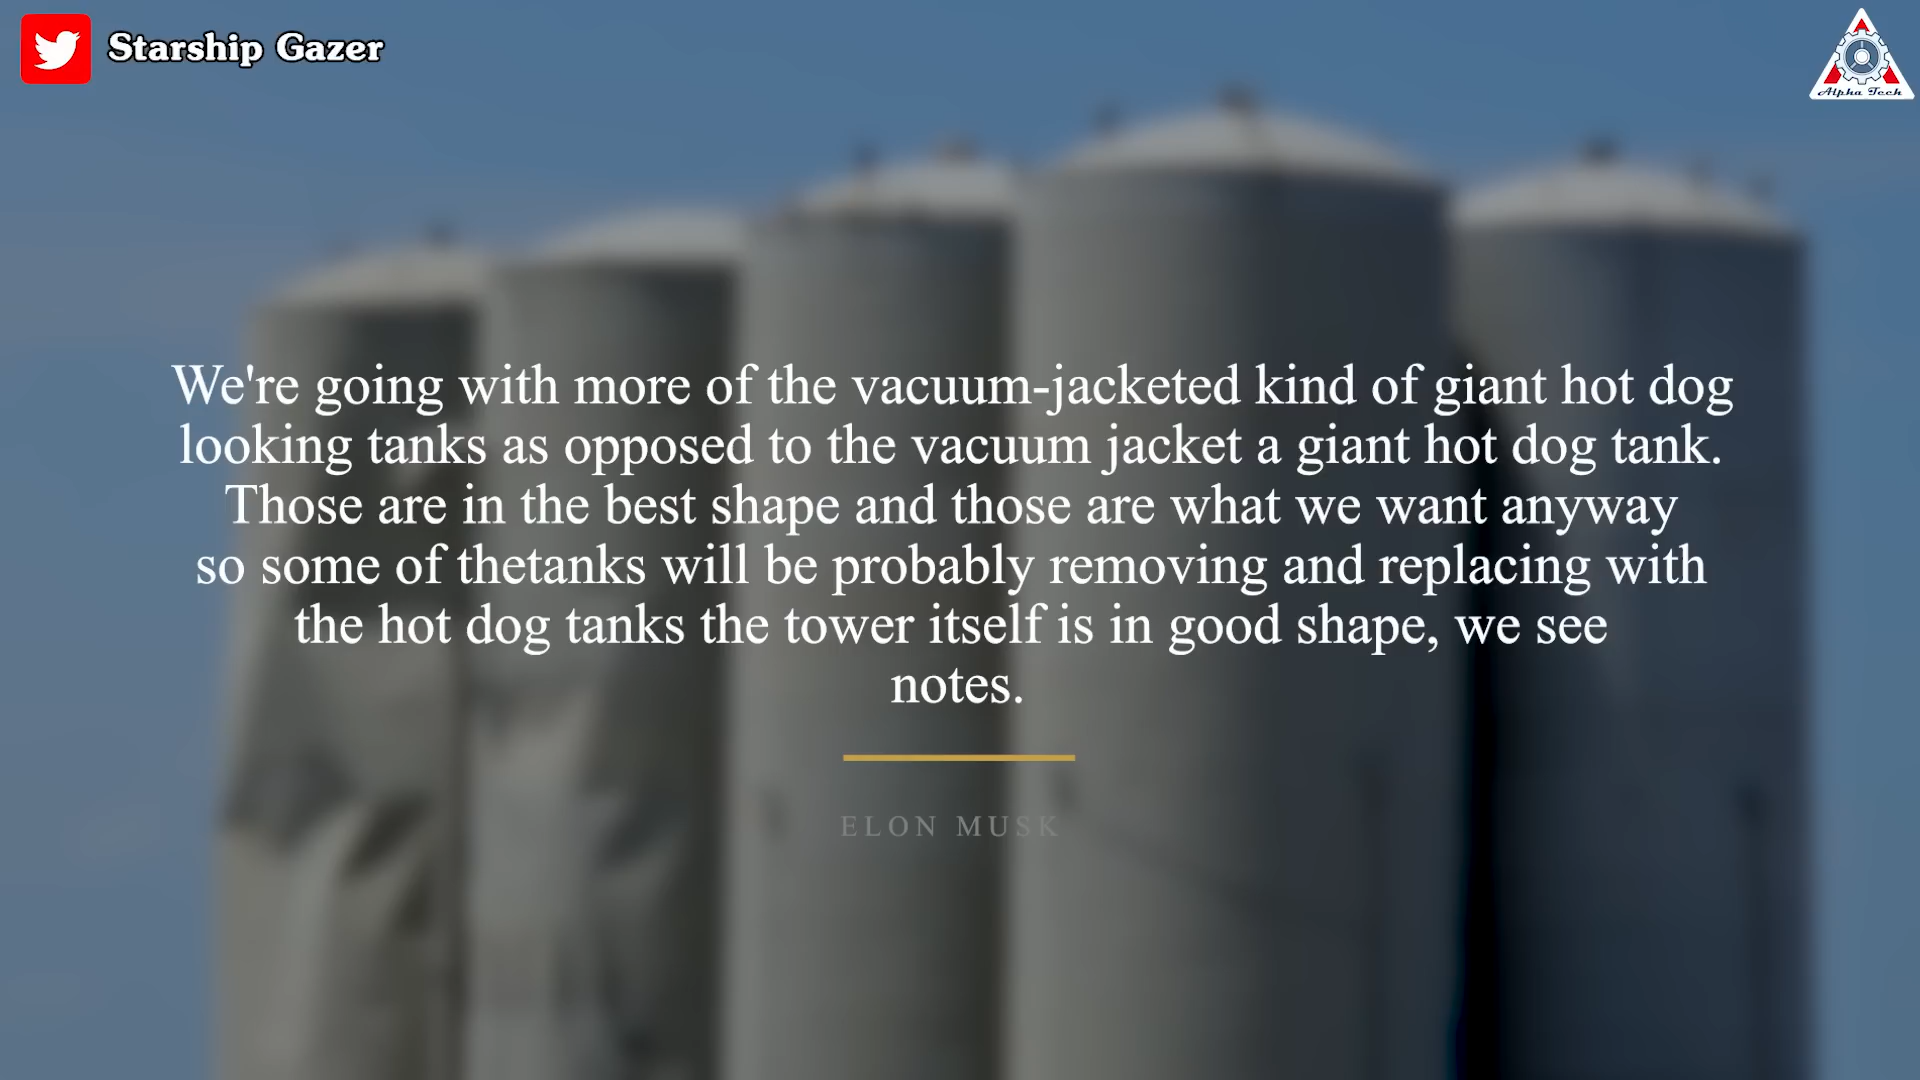 Starship Gazer
Alpha Tech
We're going with more of the vacuum-jacketed kind of giant hot dog
looking tanks as opposed to the vacuum jacket a giant hot dog tank.
Those are in the best shape and those are what we want anyway
so some of thetanks will be probably removing and replacing with
the hot dog tanks the tower itself is in good shape, we see
notes.
ELON MUSK